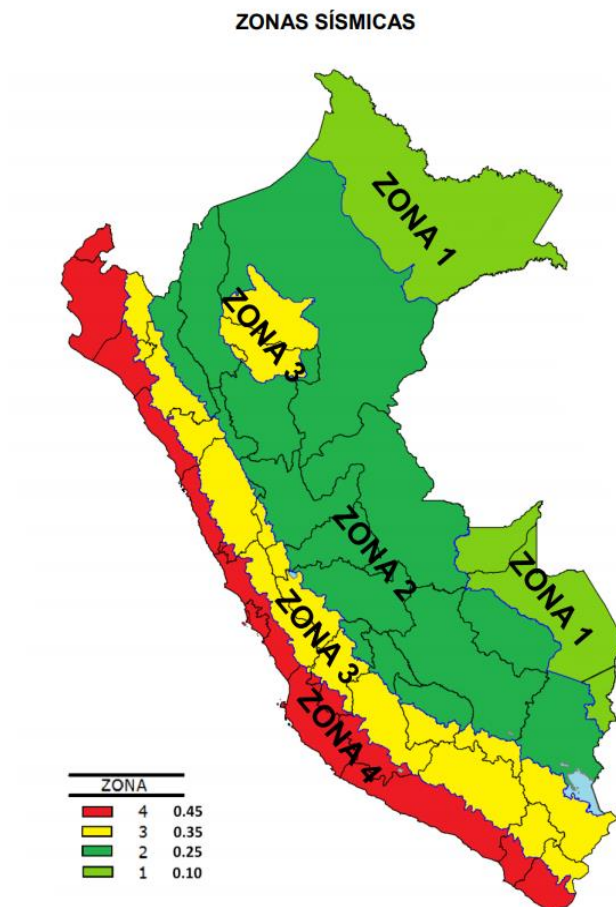 ZONAS SÍSMICAS
ZONA 1
ZONA 3
ZONA 2
ZONA 1
ZONA 3
ZONA 4
ZONA
4 0.45
3 0.35
2 0.25
1 0.10